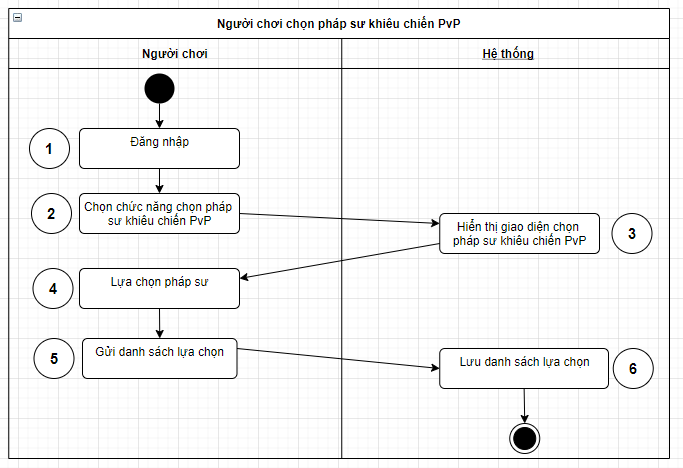 Người chơi chọn pháp sư khiêu chiến PvP
Người chơi
Hệ thống
1
Đăng nhập
2
Chọn chức năng chọn pháp
sư khiêu chiến PvP
Hiển thị giao diện chọn
pháp sư khiêu chiến PvP
3
4
Lựa chọn pháp sư
5
Gửi danh sách lựa chọn
Lưu danh sách lựa chọn
6